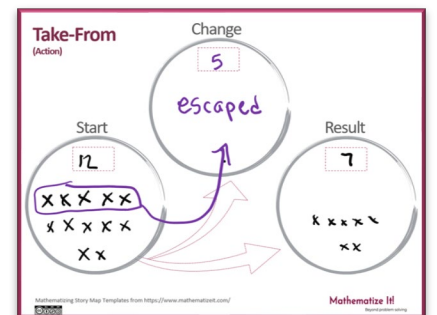 Take-From
(Action)
Change
5
escaped
Start
12
X X X X X
X X X X X
X X
Result
7
X X X X X
X X
Mathematizing Story Map Templates from https://www.mathematizeit.com/
Mathematize It!
Beyond problem solving